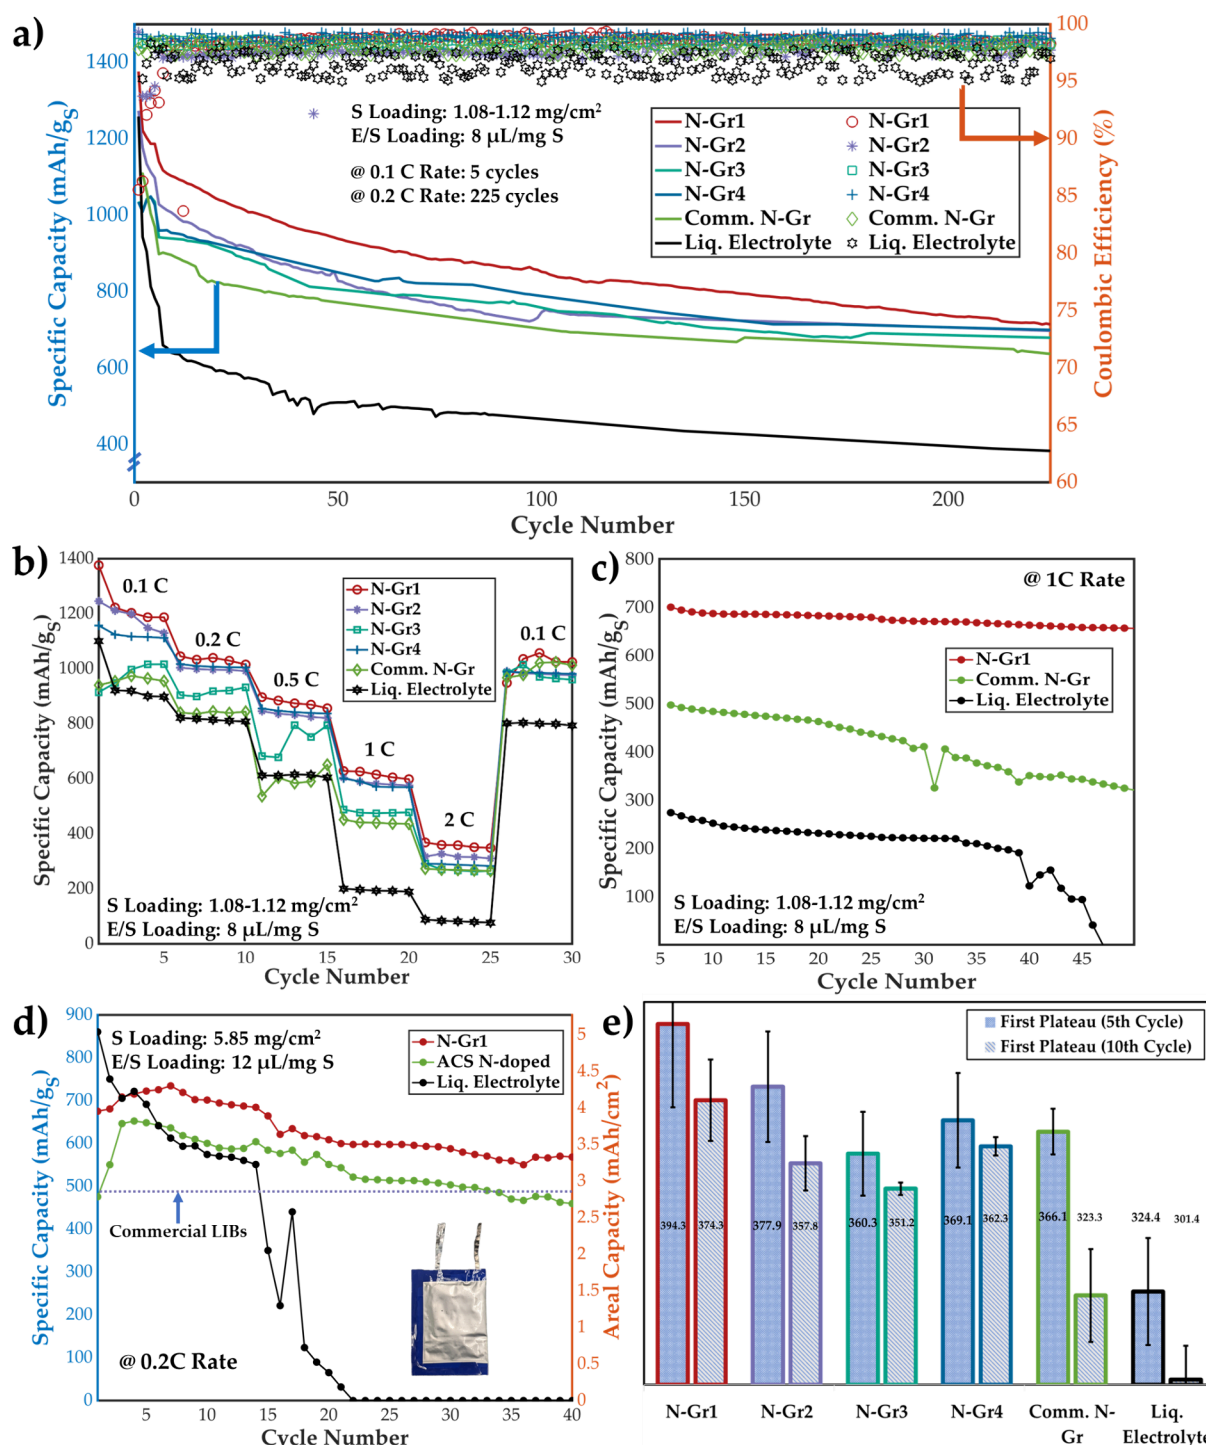 a)
1400
1200
1000
800
600
400
Specific Capacity (mAh/gS)
100
95
90
85
80
75
70
65
60
Coulombic Efficiency (%)
S Loading: 1.08-1.12 mg/cm²
E/S Loading: 8 µL/mg S
@ 0.1 C Rate: 5 cycles
@ 0.2 C Rate: 225 cycles
N-Gr1 N-Gr1
N-Gr2 N-Gr2
N-Gr3 N-Gr3
N-Gr4 N-Gr4
Comm. N-Gr Comm. N-Gr
Liq. Electrolyte Liq. Electrolyte
0 50 100 150 200
Cycle Number
b)
1400
1200
1000
800
600
400
200
0
Specific Capacity (mAh/gS)
0.1 C
0.2 C
0.5 C
1 C
2 C
0.1 C
N-Gr1
N-Gr2
N-Gr3
N-Gr4
Comm. N-Gr
Liq. Electrolyte
S Loading: 1.08-1.12 mg/cm²
E/S Loading: 8 µL/mg S
5 10 15 20 25 30
Cycle Number
c)
800
700
600
500
400
300
200
100
Specific Capacity (mAh/gS)
@ 1C Rate
N-Gr1
Comm. N-Gr
Liq. Electrolyte
S Loading: 1.08-1.12 mg/cm²
E/S Loading: 8 µL/mg S
5 10 15 20 25 30 35 40 45
Cycle Number
d)
900
800
700
600
500
400
300
200
100
0
Specific Capacity (mAh/gS)
5
4.5
4
3.5
3
2.5
2
1.5
1
0.5
0
Areal Capacity (mAh/cm²)
S Loading: 5.85 mg/cm²
E/S Loading: 12 µL/mg S
N-Gr1
ACS N-doped
Liq. Electrolyte
Commercial LIBs
@ 0.2C Rate
5 10 15 20 25 30 35 40
Cycle Number
e)
First Plateau (5th Cycle)
First Plateau (10th Cycle)
394.3 374.3 377.9 357.8 360.3 351.2 369.1 362.3 366.1 323.3 324.4 301.4
N-Gr1 N-Gr2 N-Gr3 N-Gr4 Comm. N-Gr Liq. Electrolyte